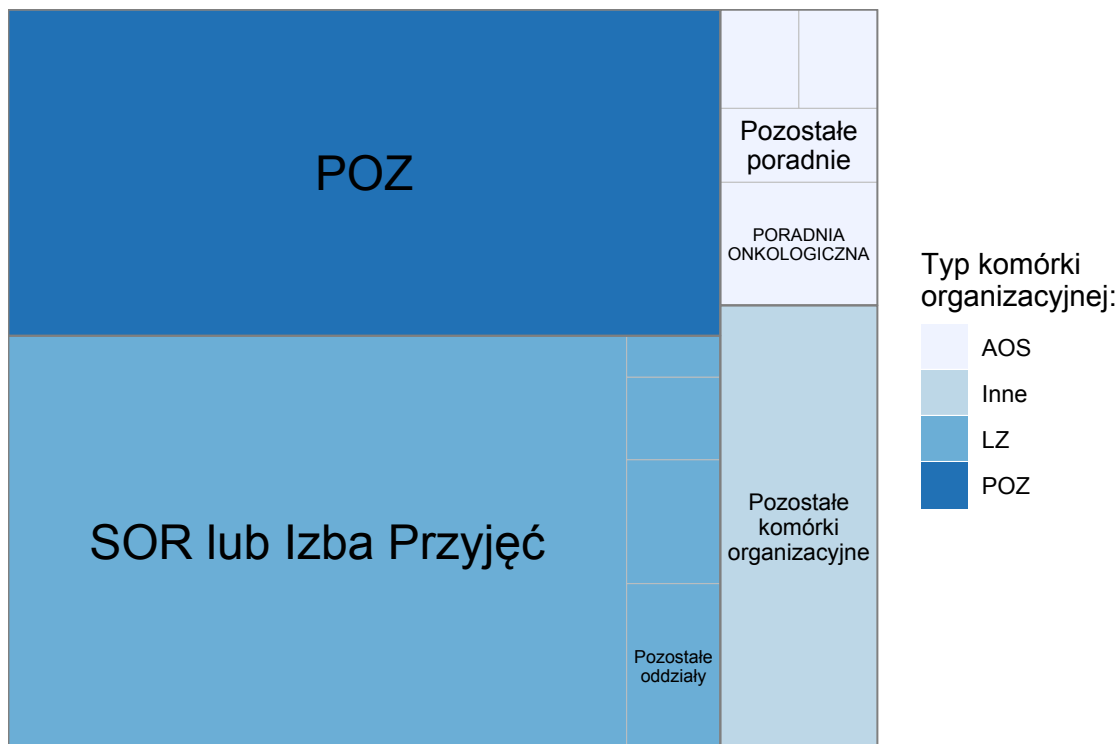 POZ
Pozostałe
poradnie
PORADNIA
ONKOLOGICZNA
SOR lub Izba Przyjęć
Pozostałe
oddziały
Pozostałe
komórki
organizacyjne
Typ komórki
organizacyjnej:
AOS
Inne
LZ
POZ